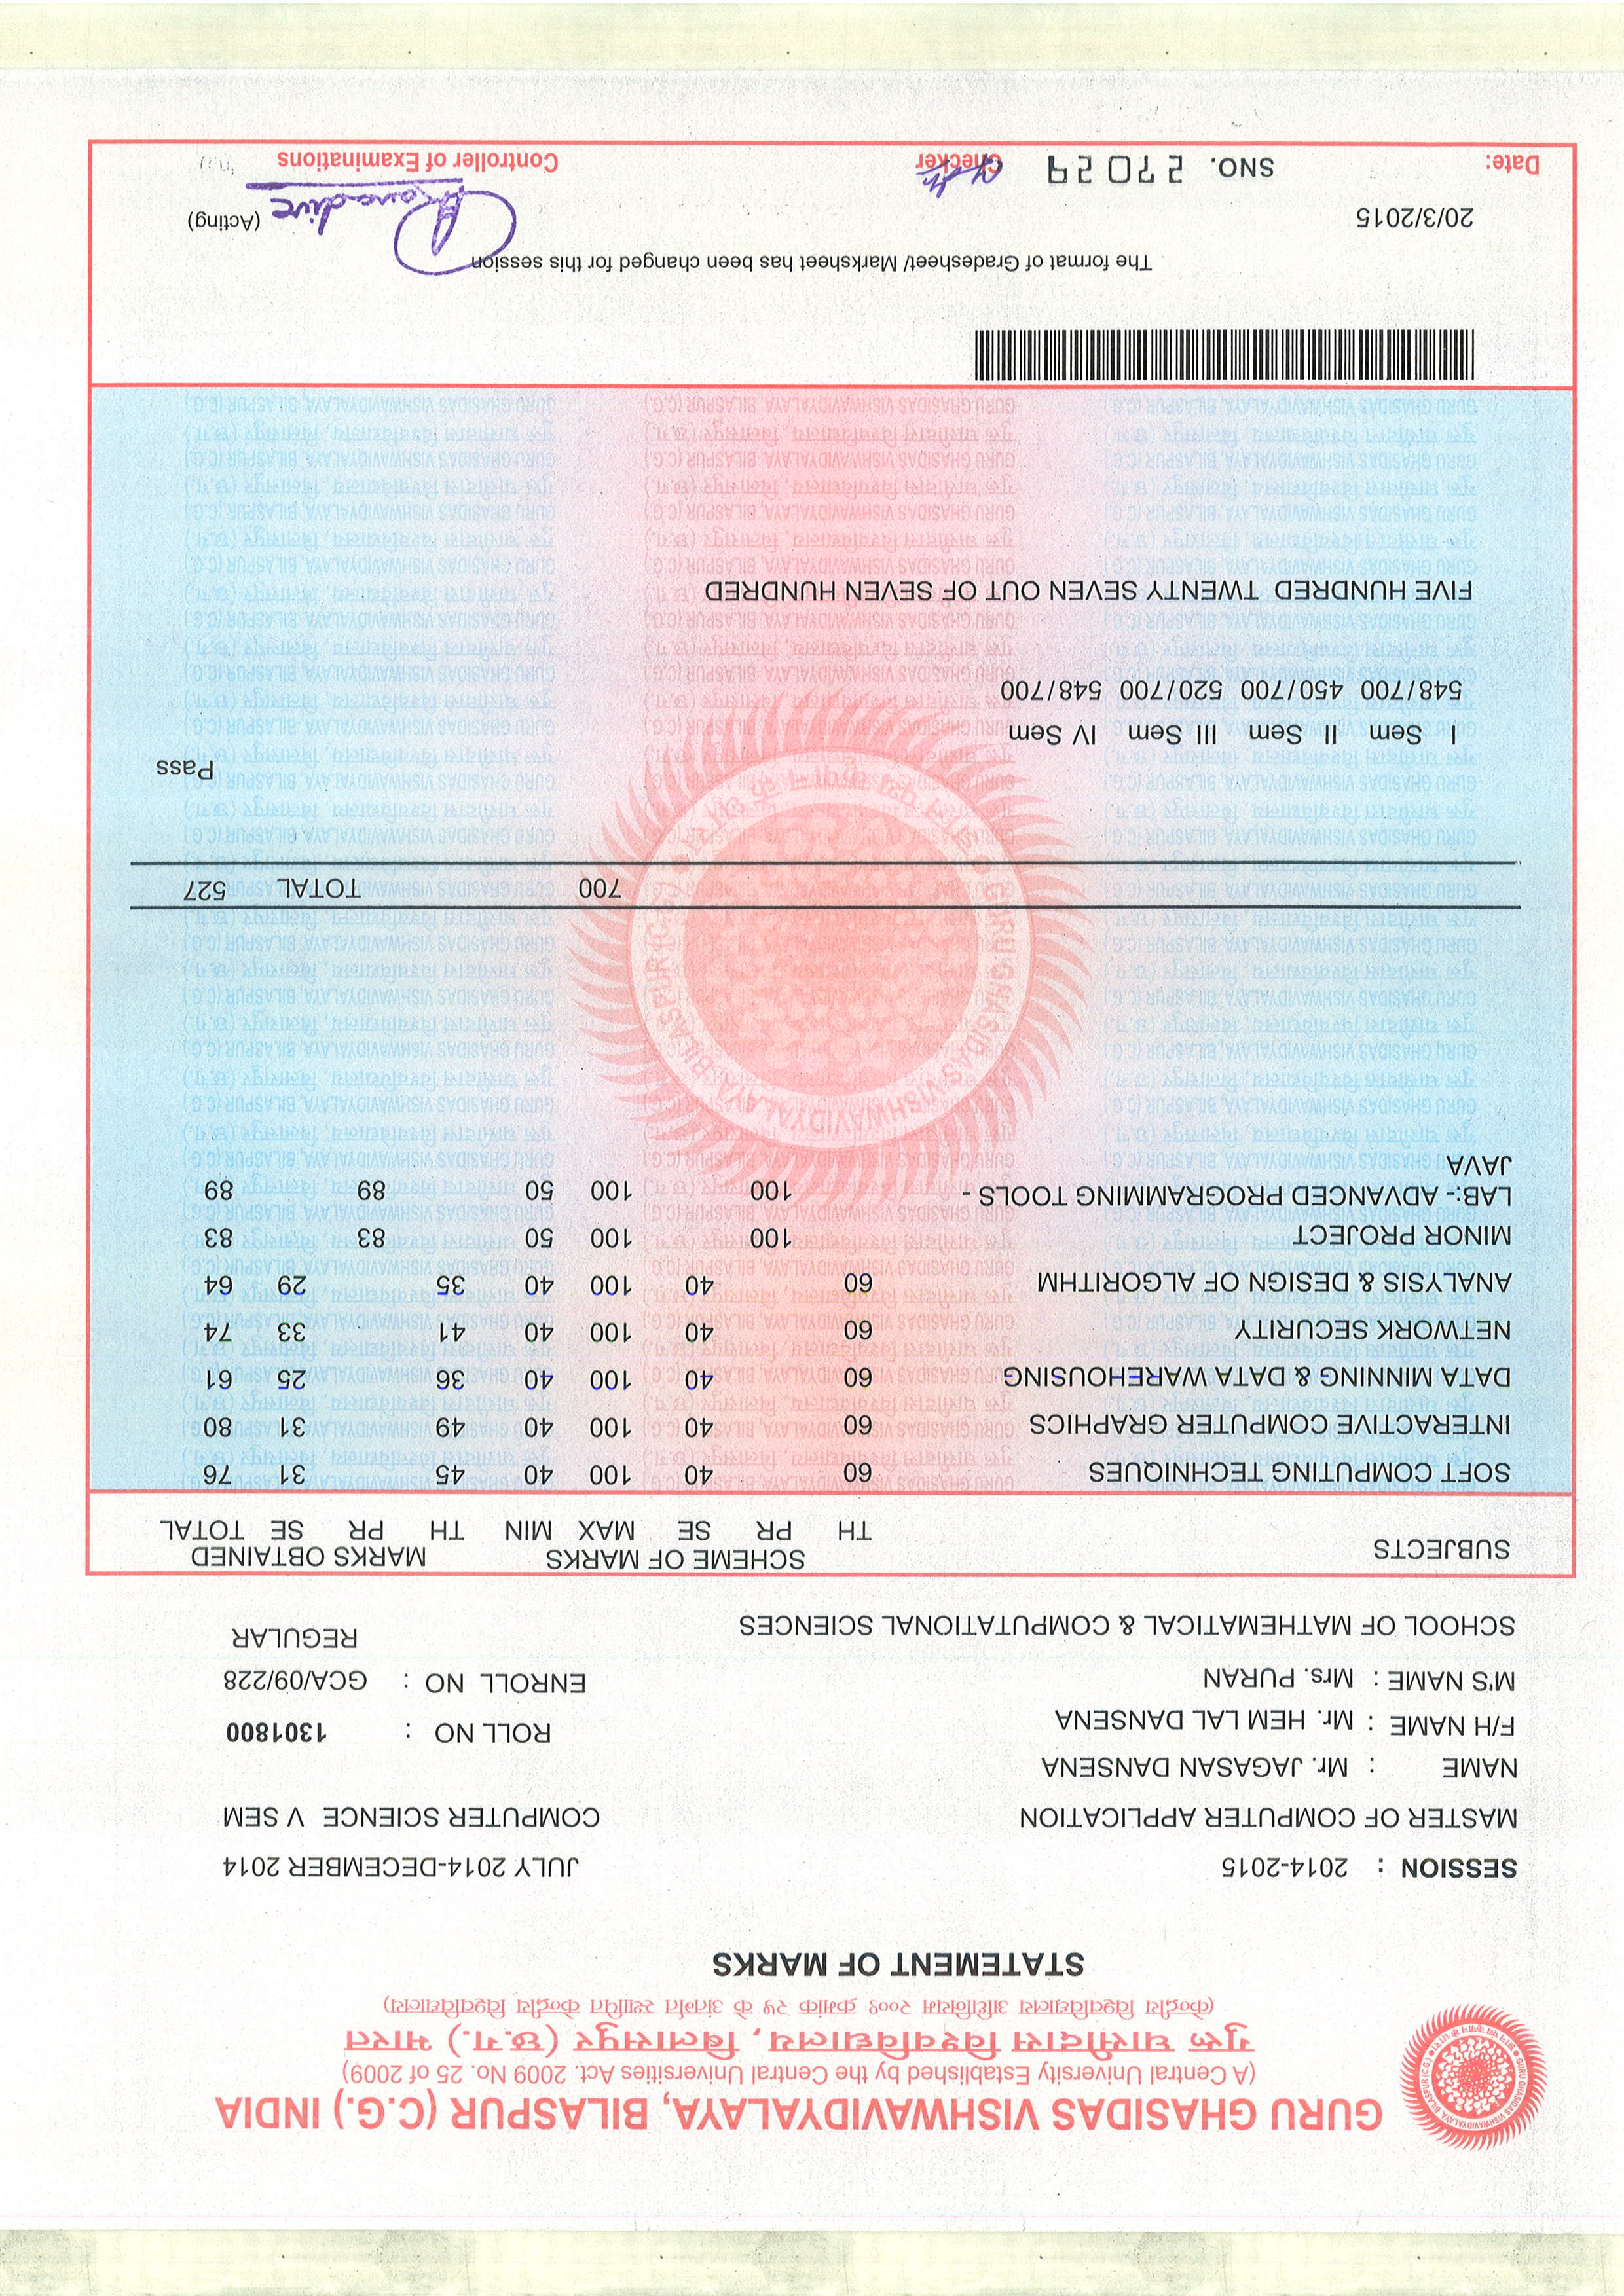 GURU GHASIDAS VISHWAVIDYALAYA, BILASPUR (C.G.) INDIA
(A Central University Established by the Central Universities Act. 2009 No. 25 of 2009)
गुरू घासीदास विश्वविद्यालय, बिलासपुर (छ.ग.) भारत
(केन्द्रीय विश्वविद्यालय अधिनियम २००९ क्रमांक २५ के अंतर्गत स्थापित केन्द्रीय विश्वविद्यालय)
STATEMENT OF MARKS
SESSION : 2014-2015 JULY 2014-DECEMBER 2014
MASTER OF COMPUTER APPLICATION COMPUTER SCIENCE V SEM
NAME : Mr. JAGASAN DANSENA
F/H NAME : Mr. HEM LAL DANSENA ROLL NO : 1301800
M'S NAME : Mrs. PURAN ENROLL NO : GCA/09/228
SCHOOL OF MATHEMATICAL & COMPUTATIONAL SCIENCES REGULAR
SUBJECTS SCHEME OF MARKS MARKS OBTAINED
TH PR SE MAX MIN TH PR SE TOTAL
SOFT COMPUTING TECHNIQUES 60 40 100 40 45 31 76
INTERACTIVE COMPUTER GRAPHICS 60 40 100 40 49 31 80
DATA MINNING & DATA WAREHOUSING 60 40 100 40 36 25 61
NETWORK SECURITY 60 40 100 40 41 33 74
ANALYSIS & DESIGN OF ALGORITHM 60 40 100 40 35 29 64
MINOR PROJECT 100 100 50 83 83
LAB:- ADVANCED PROGRAMMING TOOLS - 100 100 50 89 89
JAVA
700 TOTAL 527
Pass
I Sem II Sem III Sem IV Sem
548/700 450/700 520/700 548/700
FIVE HUNDRED TWENTY SEVEN OUT OF SEVEN HUNDRED
The format of Gradesheet/ Marksheet has been changed for this session
20/3/2015 (Acting)
Date: SNO. 27029 Checker Controller of Examinations